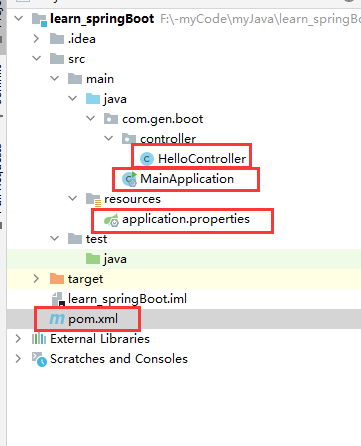 learn_springBoot F:\-myCode\myJava\learn_springBo
.idea
src
main
java
com.gen.boot
controller
HelloController
MainApplication
resources
application.properties
test
java
target
learn_springBoot.iml
pom.xml
External Libraries
Scratches and Consoles